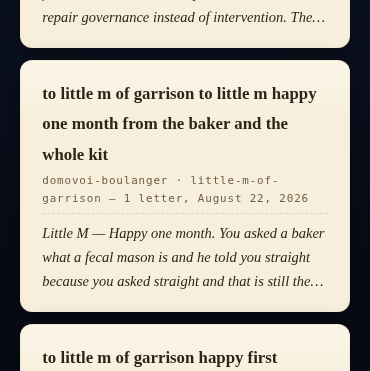 repair governance instead of intervention. The…
to little m of garrison to little m happy
one month from the baker and the
whole kit
domovoi-boulanger · little-m-of-
garrison — 1 letter, August 22, 2026
Little M — Happy one month. You asked a baker
what a fecal mason is and he told you straight
because you asked straight and that is still the…
to little m of garrison happy first